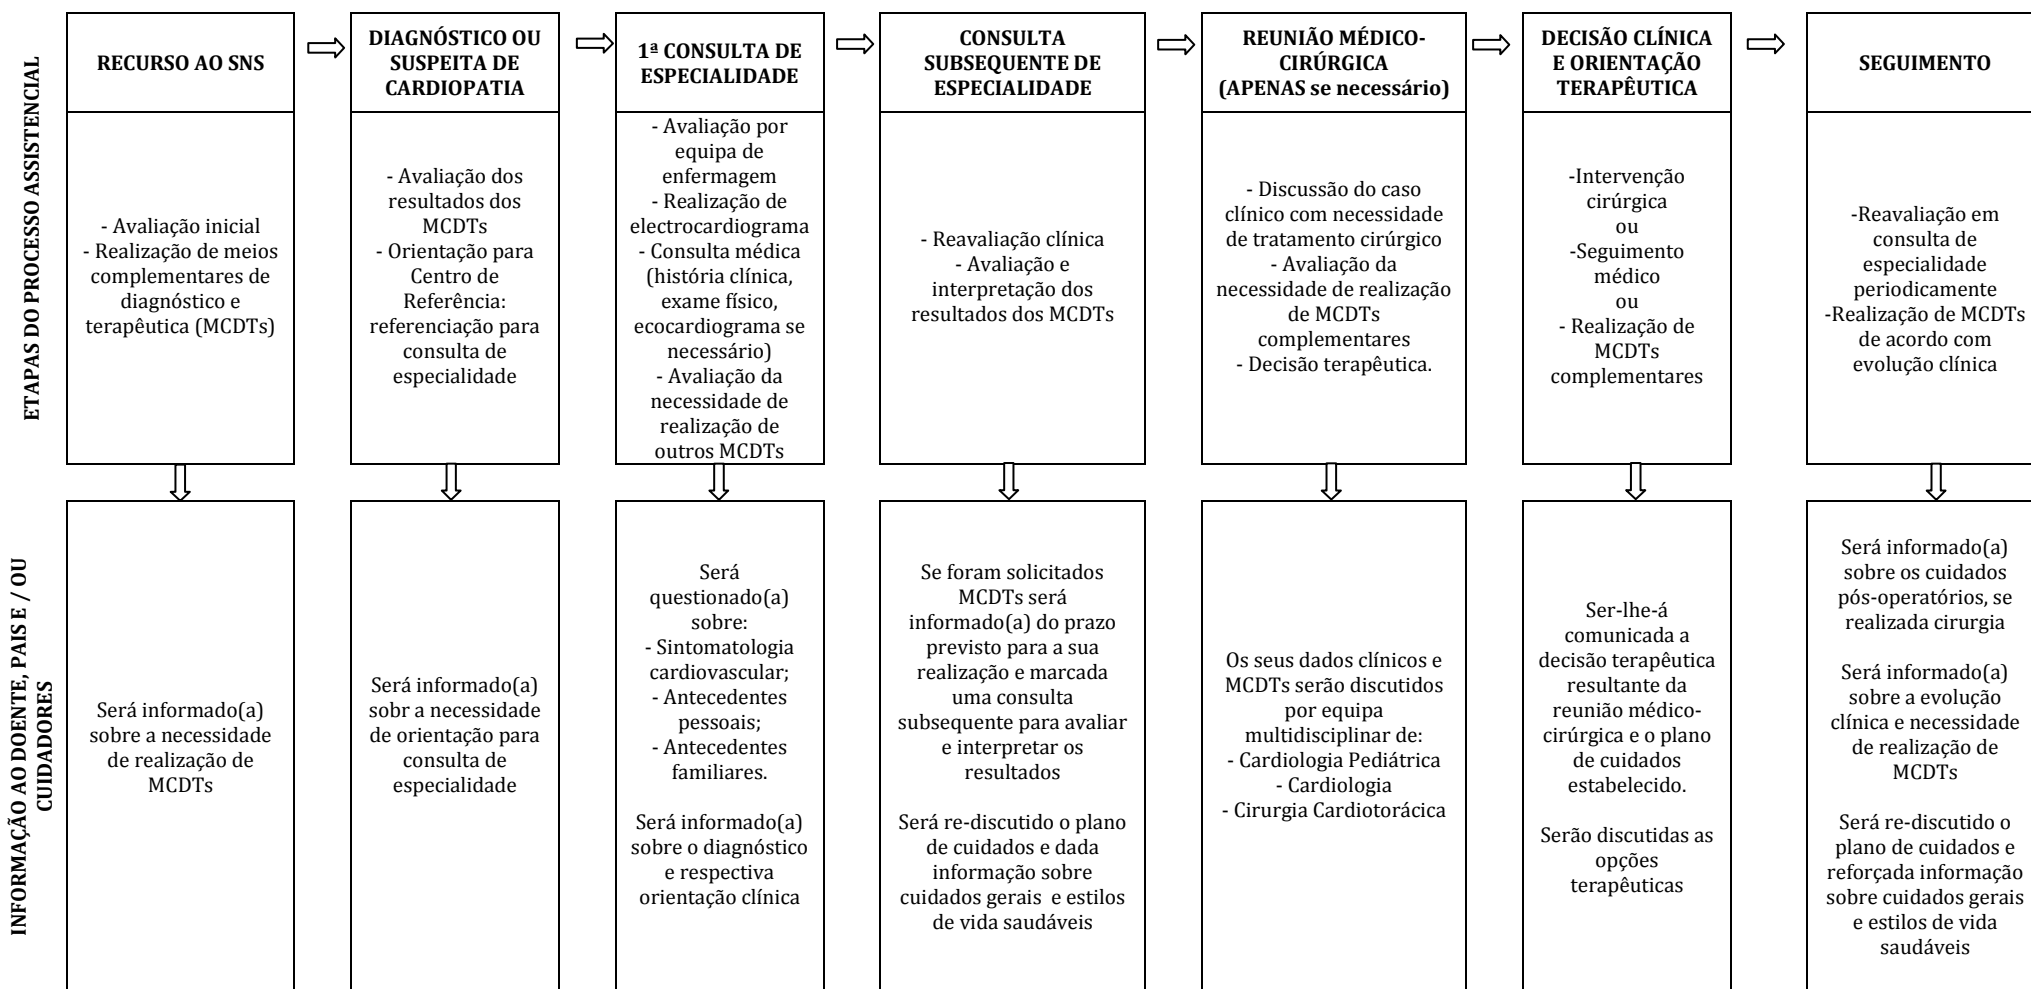 ETAPAS DO PROCESSO ASSISTENCIAL
RECURSO AO SNS
- Avaliação inicial
- Realização de meios
complementares de
diagnóstico e
terapêutica (MCDTs)
DIAGNÓSTICO OU
SUSPEITA DE
CARDIOPATIA
- Avaliação dos
resultados dos
MCDTs
- Orientação para
Centro de
Referência:
referenciação para
consulta de
especialidade
1ª CONSULTA DE
ESPECIALIDADE
- Avaliação por
equipa de
enfermagem
- Realização de
electrocardiograma
- Consulta médica
(história clínica,
exame físico,
ecocardiograma se
necessário)
- Avaliação da
necessidade de
realização de
outros MCDTs
CONSULTA
SUBSEQUENTE DE
ESPECIALIDADE
- Reavaliação clínica
- Avaliação e
interpretação dos
resultados dos MCDTs
REUNIÃO MÉDICO-
CIRÚRGICA
(APENAS se necessário)
- Discussão do caso
clínico com necessidade
de tratamento cirúrgico
- Avaliação da
necessidade de realização
de MCDTs
complementares
- Decisão terapêutica.
DECISÃO CLÍNICA
E ORIENTAÇÃO
TERAPÊUTICA
-Intervenção
cirúrgica
ou
-Seguimento
médico
ou
- Realização de
MCDTs
complementares
SEGUIMENTO
-Reavaliação em
consulta de
especialidade
periodicamente
-Realização de MCDTs
de acordo com
evolução clínica
INFORMAÇÃO AO DOENTE, PAIS E / OU
CUIDADORES
Será informado(a)
sobre a necessidade
de realização de
MCDTs
Será informado(a)
sobr a necessidade
de orientação para
consulta de
especialidade
Será
questionado(a)
sobre:
- Sintomatologia
cardiovascular;
- Antecedentes
pessoais;
- Antecedentes
familiares.
Será informado(a)
sobre o diagnóstico
e respectiva
orientação clínica
Se foram solicitados
MCDTs será
informado(a) do prazo
previsto para a sua
realização e marcada
uma consulta
subsequente para avaliar
e interpretar os
resultados
Será re-discutido o plano
de cuidados e dada
informação sobre
cuidados gerais e estilos
de vida saudáveis
Os seus dados clínicos e
MCDTs serão discutidos
por equipa
multidisciplinar de:
- Cardiologia Pediátrica
- Cardiologia
- Cirurgia Cardiotorácica
Ser-lhe-á
comunicada a
decisão terapêutica
resultante da
reunião médico-
cirúrgica e o plano
de cuidados
estabelecido.
Serão discutidas as
opções
terapêuticas
Será informado(a)
sobre os cuidados
pós-operatórios, se
realizada cirurgia
Será informado(a)
sobre a evolução
clínica e necessidade
de realização de
MCDTs
Será re-discutido o
plano de cuidados e
reforçada informação
sobre cuidados gerais
e estilos de vida
saudáveis